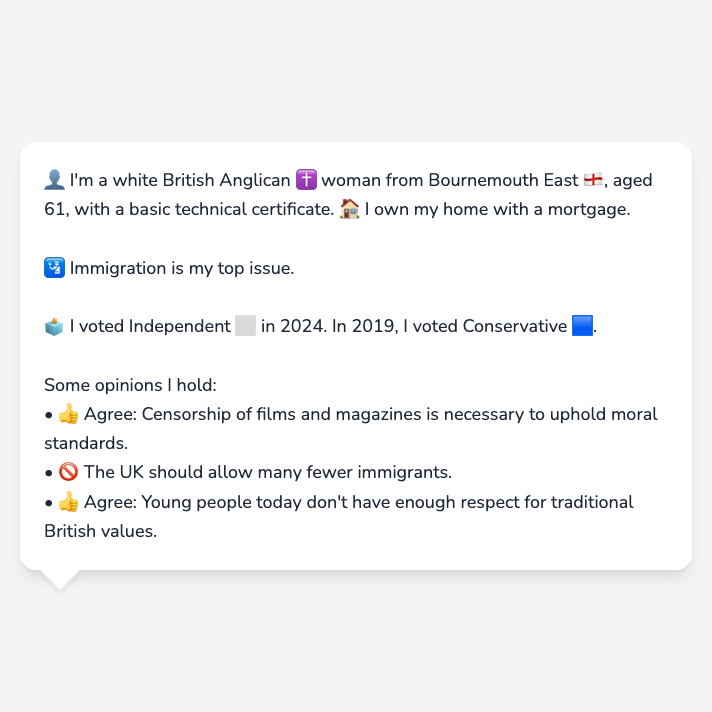 👤 I'm a white British Anglican ✝️ woman from Bournemouth East 🏴󠁧󠁢󠁥󠁮󠁧󠁿, aged
61, with a basic technical certificate. 🏠 I own my home with a mortgage.
🛂 Immigration is my top issue.
🗳️ I voted Independent ⬜ in 2024. In 2019, I voted Conservative 🟦.
Some opinions I hold:
• 👍 Agree: Censorship of films and magazines is necessary to uphold moral
standards.
• 🚫 The UK should allow many fewer immigrants.
• 👍 Agree: Young people today don't have enough respect for traditional
British values.